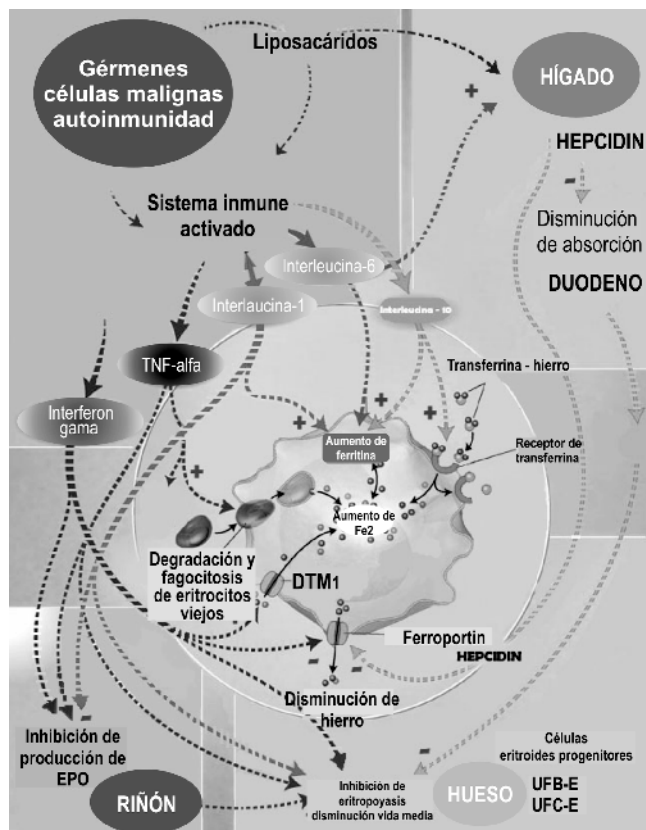 Liposacáridos
Gérmenes
células malignas
autoinmunidad
HÍGADO
HEPCIDIN
Disminución
de absorción
DUODENO
Sistema inmune
activado
Interleucina-6
Interlaucina-1
Interleucina - 10
TNF-alfa
Interferon
gama
Transferrina - hierro
Receptor de
transferrina
Aumento de
ferritina
Aumento de
Fe2
Degradación y
fagocitosis
de eritrocitos
viejos
DTM1
Ferroportin
HEPCIDIN
Disminución de
hierro
Inhibición de
producción de
EPO
RIÑÓN
Inhibición de
eritropoyasis
disminución vida media
HUESO
Células
eritroides progenitores
UFB-E
UFC-E